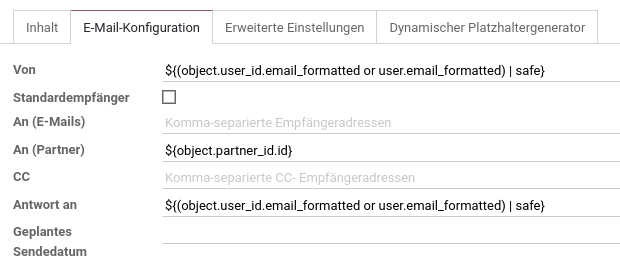 Inhalt E-Mail-Konfiguration Erweiterte Einstellungen Dynamischer Platzhaltergenerator
Von ${(object.user_id.email_formatted or user.email_formatted) | safe}
Standardempfänger
An (E-Mails) Komma-separierte Empfängeradressen
An (Partner) ${object.partner_id.id}
CC Komma-separierte CC- Empfängeradressen
Antwort an ${(object.user_id.email_formatted or user.email_formatted) | safe}
Geplantes
Sendedatum